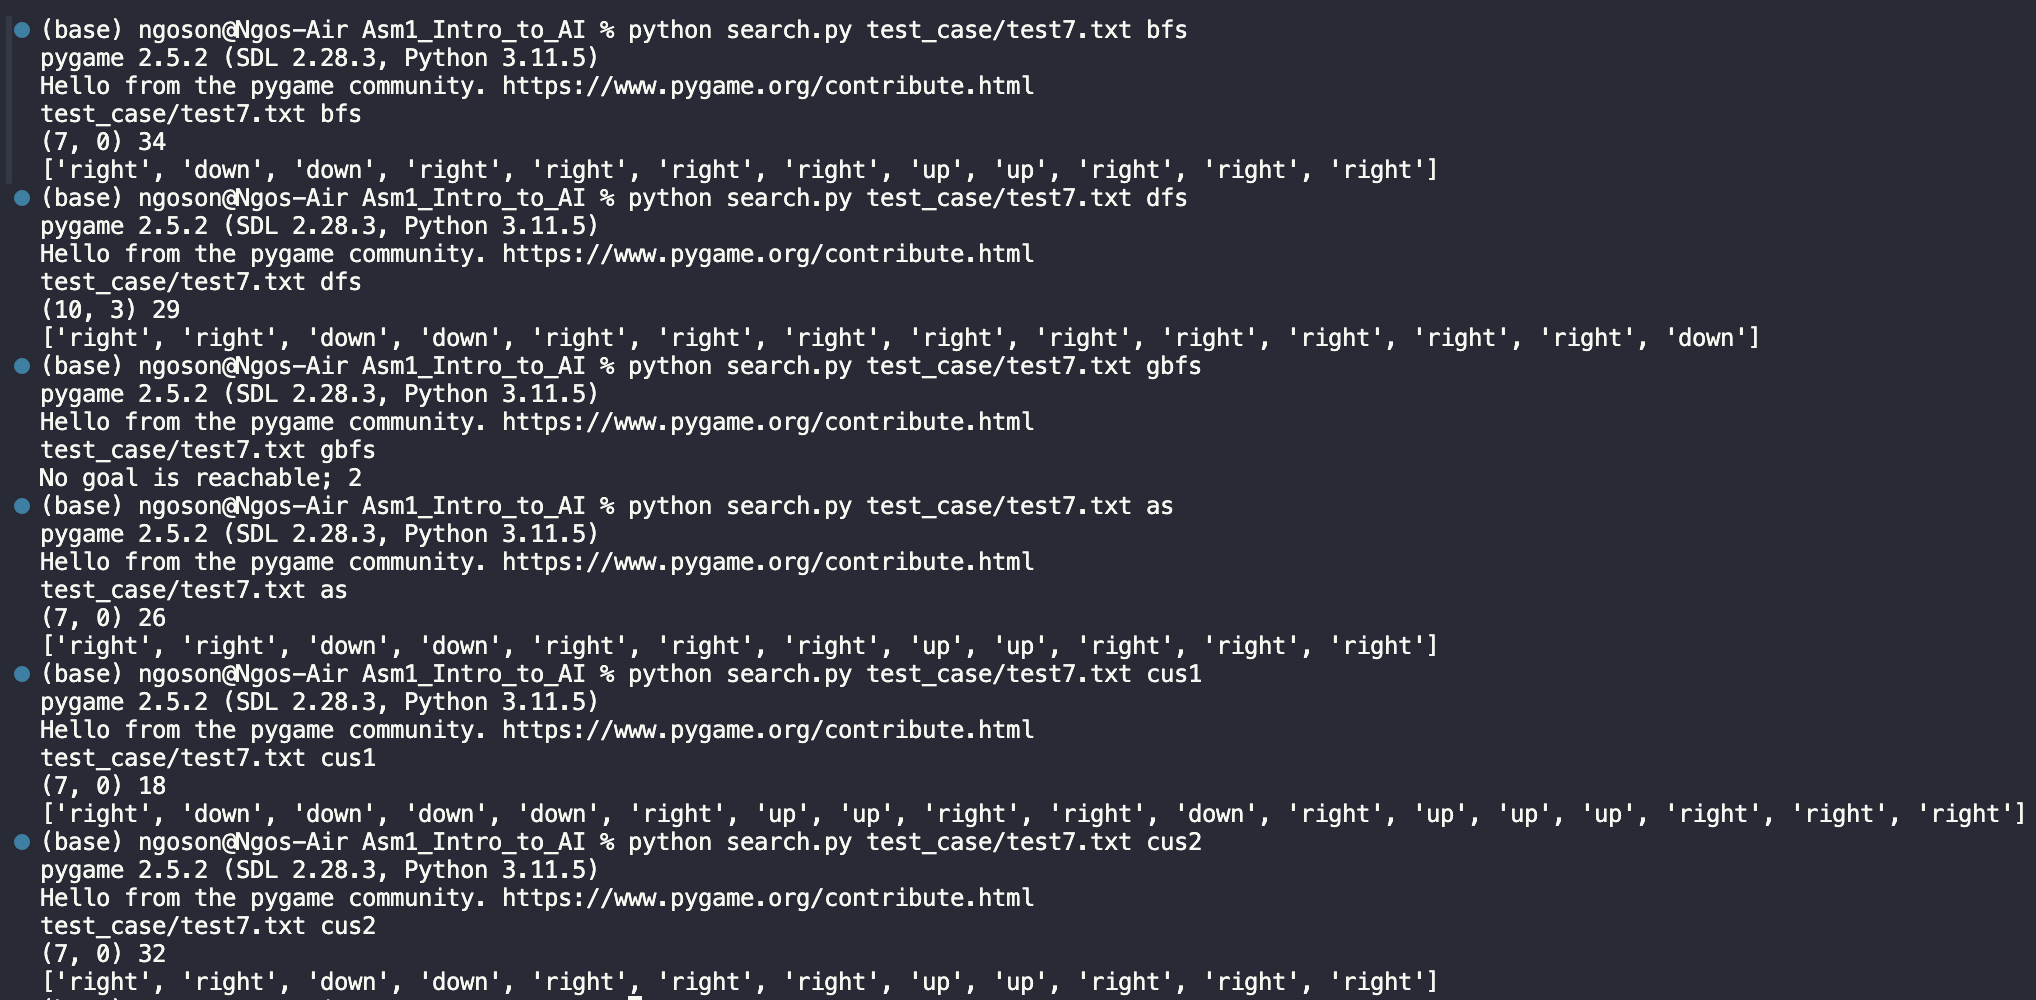 (base) ngoson@Ngos-Air Asm1_Intro_to_AI % python search.py test_case/test7.txt bfs
pygame 2.5.2 (SDL 2.28.3, Python 3.11.5)
Hello from the pygame community. https://www.pygame.org/contribute.html
test_case/test7.txt bfs
(7, 0) 34
['right', 'down', 'down', 'right', 'right', 'right', 'right', 'up', 'up', 'right', 'right', 'right']
(base) ngoson@Ngos-Air Asm1_Intro_to_AI % python search.py test_case/test7.txt dfs
pygame 2.5.2 (SDL 2.28.3, Python 3.11.5)
Hello from the pygame community. https://www.pygame.org/contribute.html
test_case/test7.txt dfs
(10, 3) 29
['right', 'right', 'down', 'down', 'right', 'right', 'right', 'right', 'right', 'right', 'right', 'right', 'right', 'down']
(base) ngoson@Ngos-Air Asm1_Intro_to_AI % python search.py test_case/test7.txt gbfs
pygame 2.5.2 (SDL 2.28.3, Python 3.11.5)
Hello from the pygame community. https://www.pygame.org/contribute.html
test_case/test7.txt gbfs
No goal is reachable; 2
(base) ngoson@Ngos-Air Asm1_Intro_to_AI % python search.py test_case/test7.txt as
pygame 2.5.2 (SDL 2.28.3, Python 3.11.5)
Hello from the pygame community. https://www.pygame.org/contribute.html
test_case/test7.txt as
(7, 0) 26
['right', 'right', 'down', 'down', 'right', 'right', 'right', 'up', 'up', 'right', 'right', 'right']
(base) ngoson@Ngos-Air Asm1_Intro_to_AI % python search.py test_case/test7.txt cus1
pygame 2.5.2 (SDL 2.28.3, Python 3.11.5)
Hello from the pygame community. https://www.pygame.org/contribute.html
test_case/test7.txt cus1
(7, 0) 18
['right', 'down', 'down', 'down', 'down', 'right', 'up', 'up', 'right', 'right', 'down', 'right', 'up', 'up', 'up', 'right', 'right', 'right']
(base) ngoson@Ngos-Air Asm1_Intro_to_AI % python search.py test_case/test7.txt cus2
pygame 2.5.2 (SDL 2.28.3, Python 3.11.5)
Hello from the pygame community. https://www.pygame.org/contribute.html
test_case/test7.txt cus2
(7, 0) 32
['right', 'right', 'down', 'down', 'right', 'right', 'right', 'up', 'up', 'right', 'right', 'right']